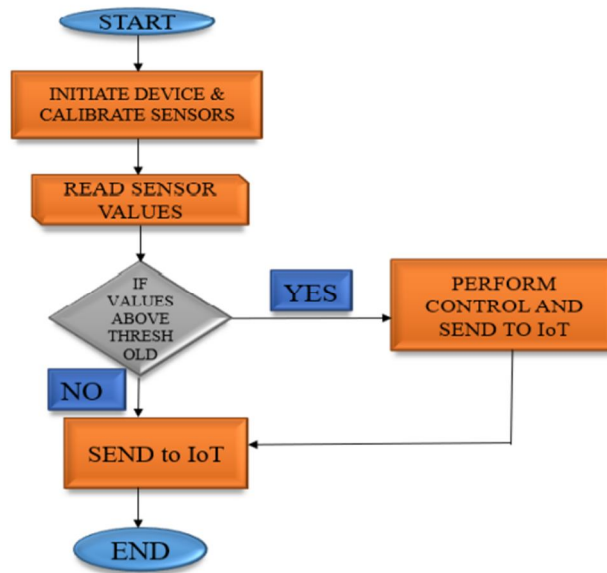 START
INITIATE DEVICE &
CALIBRATE SENSORS
READ SENSOR
VALUES
IF
VALUES
ABOVE
THRESH
OLD
YES
PERFORM
CONTROL AND
SEND TO IoT
NO
SEND to IoT
END